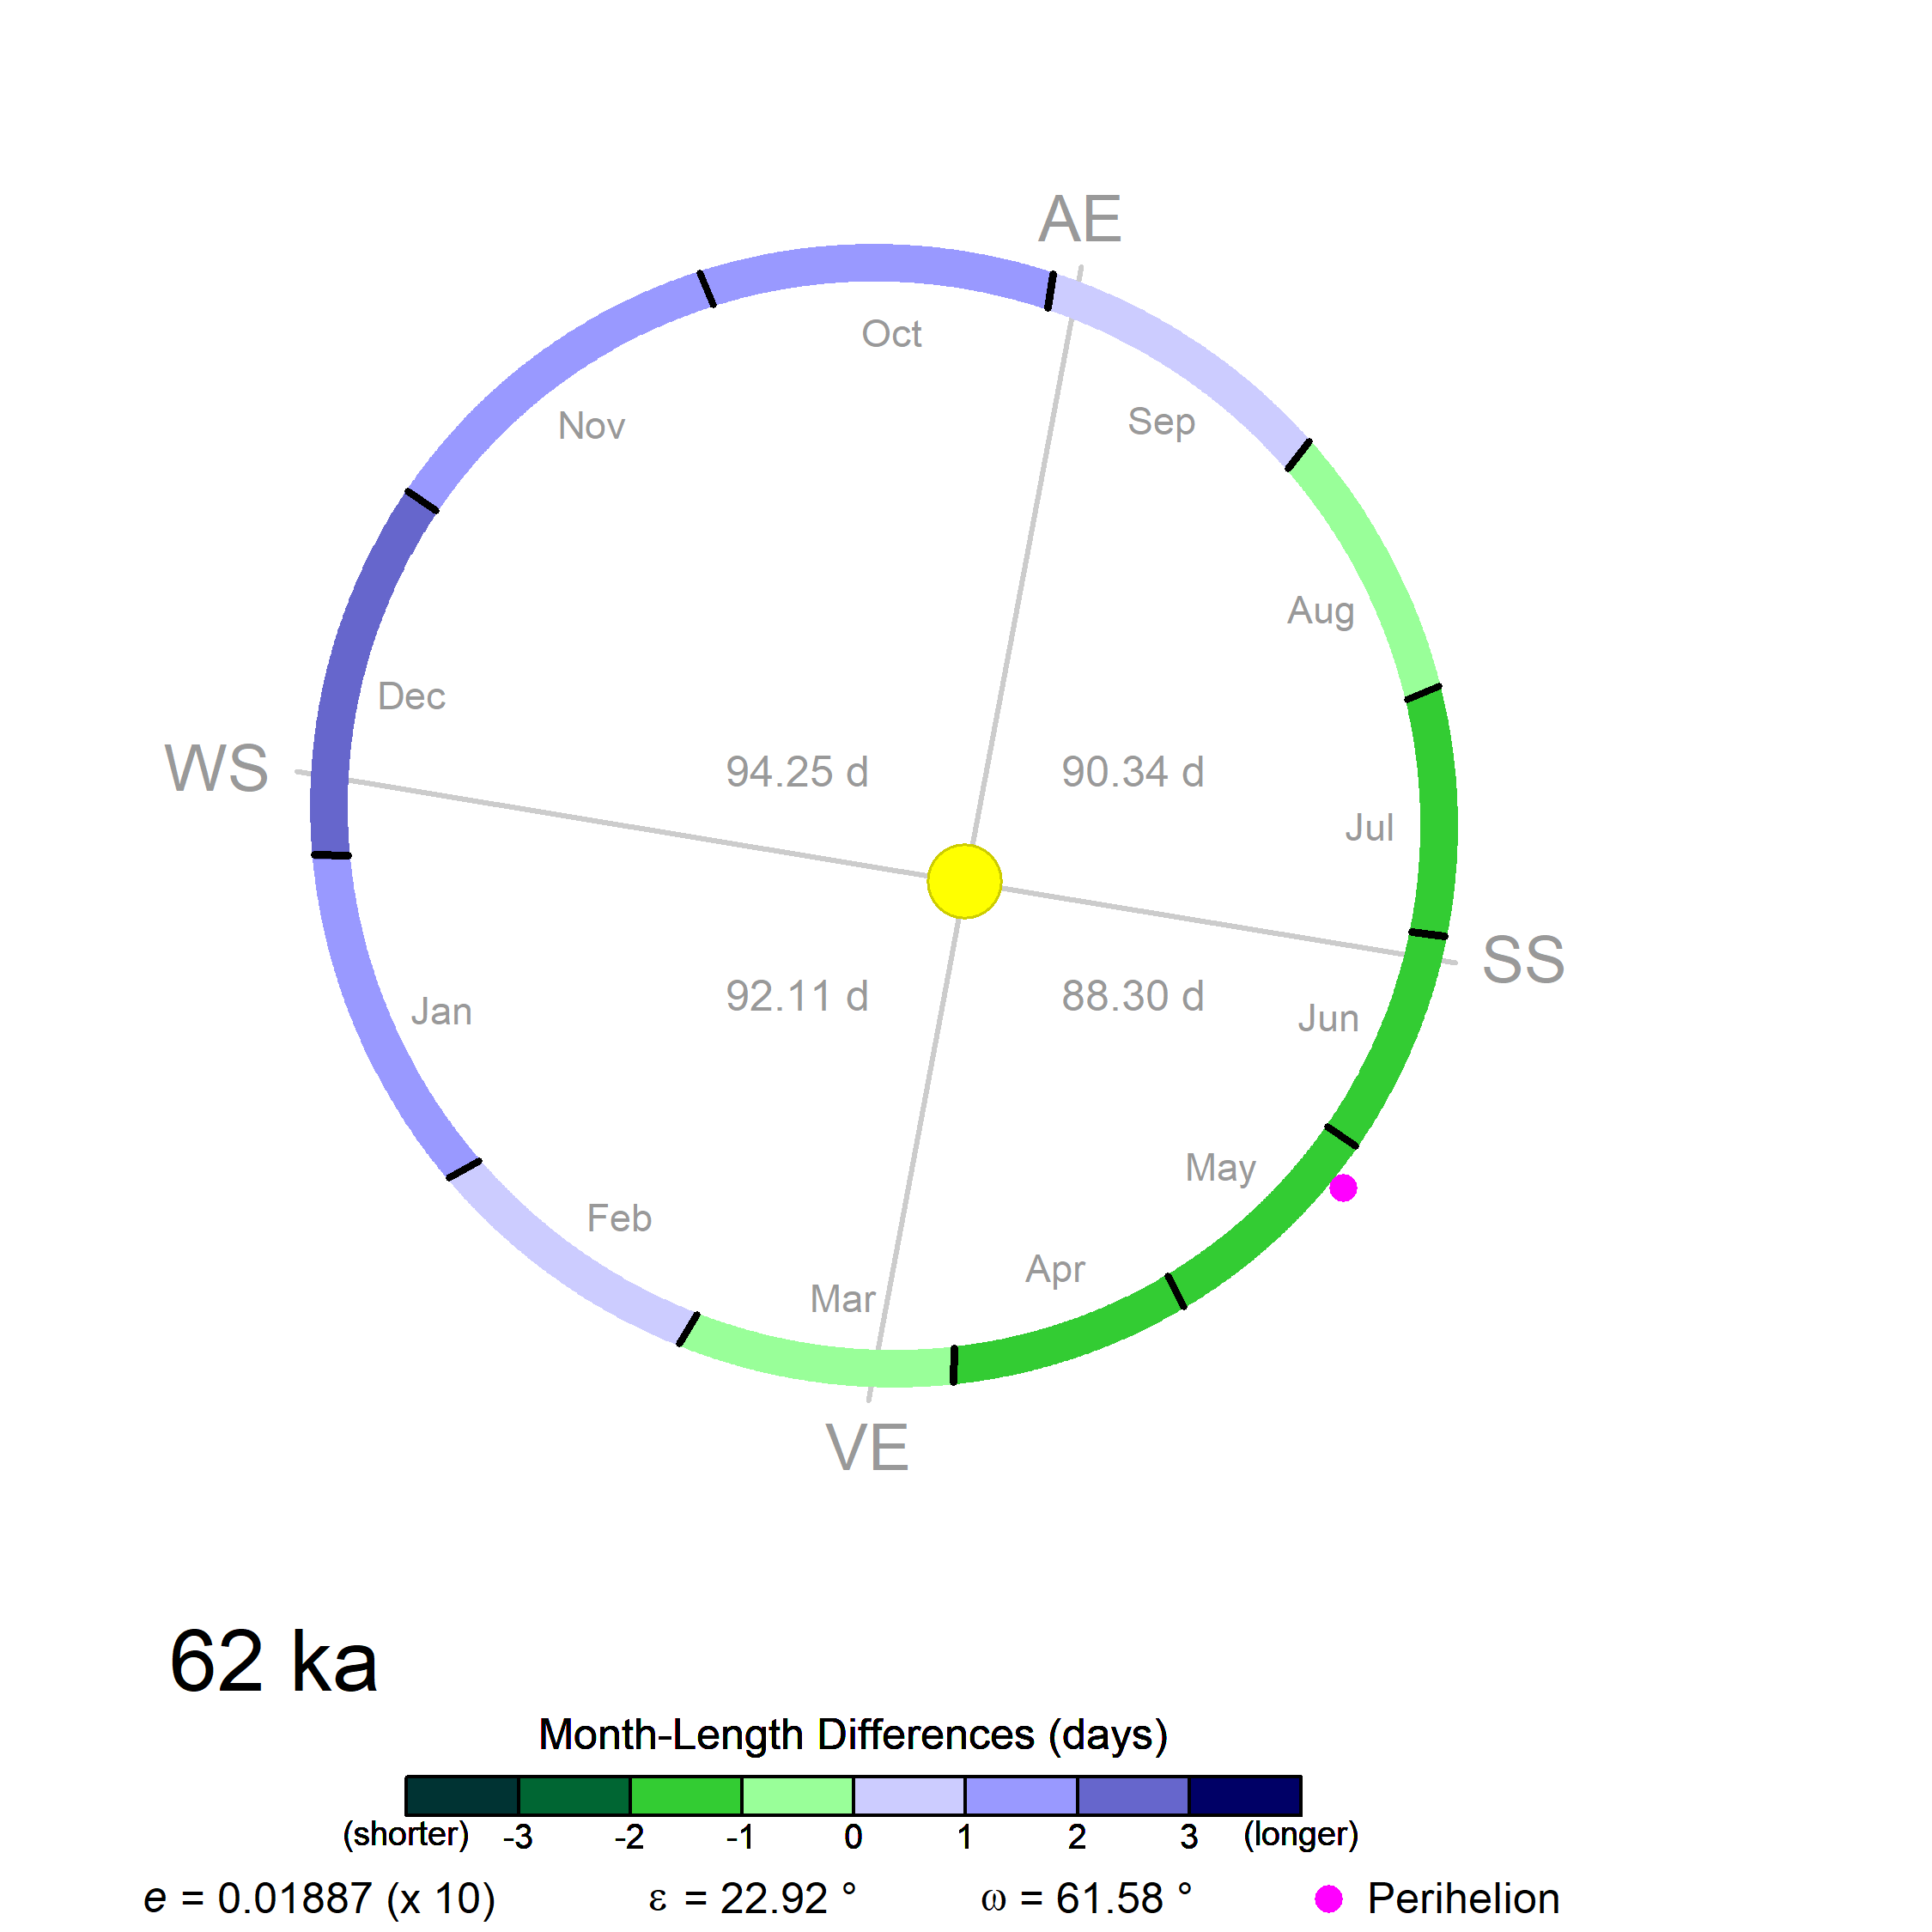 AE
Oct
Sep
Nov
Aug
Dec
WS
94.25 d
90.34 d
Jul
SS
92.11 d
88.30 d
Jan
Jun
May
Feb
Apr
Mar
VE
62 ka
Month-Length Differences (days)
(shorter) -3 -2 -1 0 1 2 3 (longer)
e = 0.01887 (x 10) ε = 22.92 ° ω = 61.58 ° Perihelion